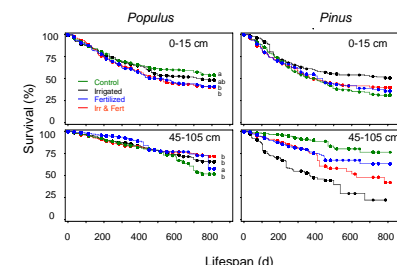 Populus Pinus
100 0-15 cm 0-15 cm
75
50
25
0
Control
Irrigated
Fertilized
Irr & Fert
a
ab
b
b
100 45-105 cm 45-105 cm
75
50
25
0
b
b
a
b
Survival (%)
0 200 400 600 800 0 200 400 600 800
Lifespan (d)